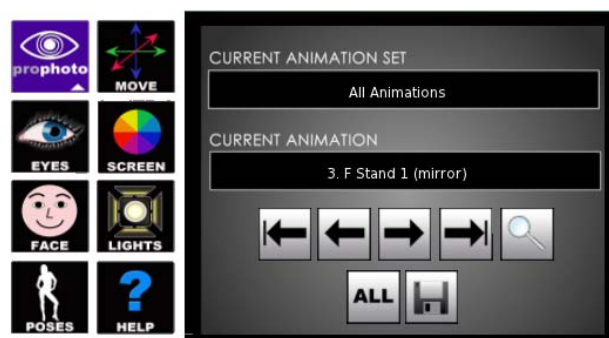 prophoto
MOVE
EYES
SCREEN
FACE
LIGHTS
POSES
HELP
CURRENT ANIMATION SET
All Animations
CURRENT ANIMATION
3. F Stand 1 (mirror)
ALL